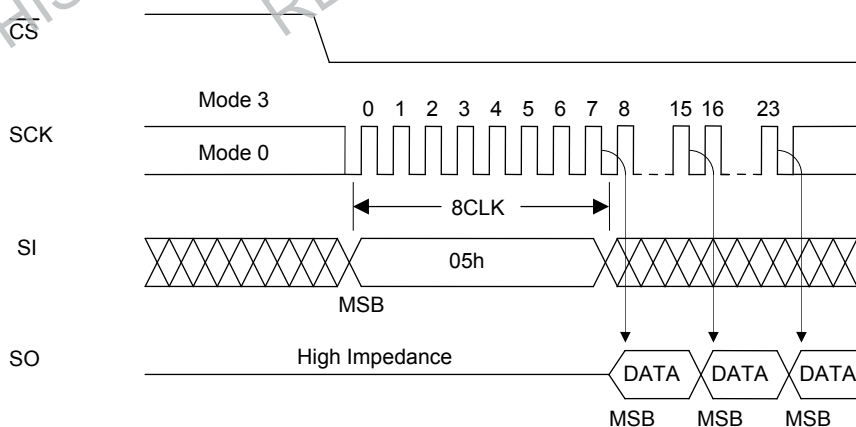 CS
Mode 3
0 1 2 3 4 5 6 7 8 15 16 23
SCK
Mode 0
8CLK
SI
05h
MSB
SO
High Impedance
DATA DATA DATA
MSB MSB MSB